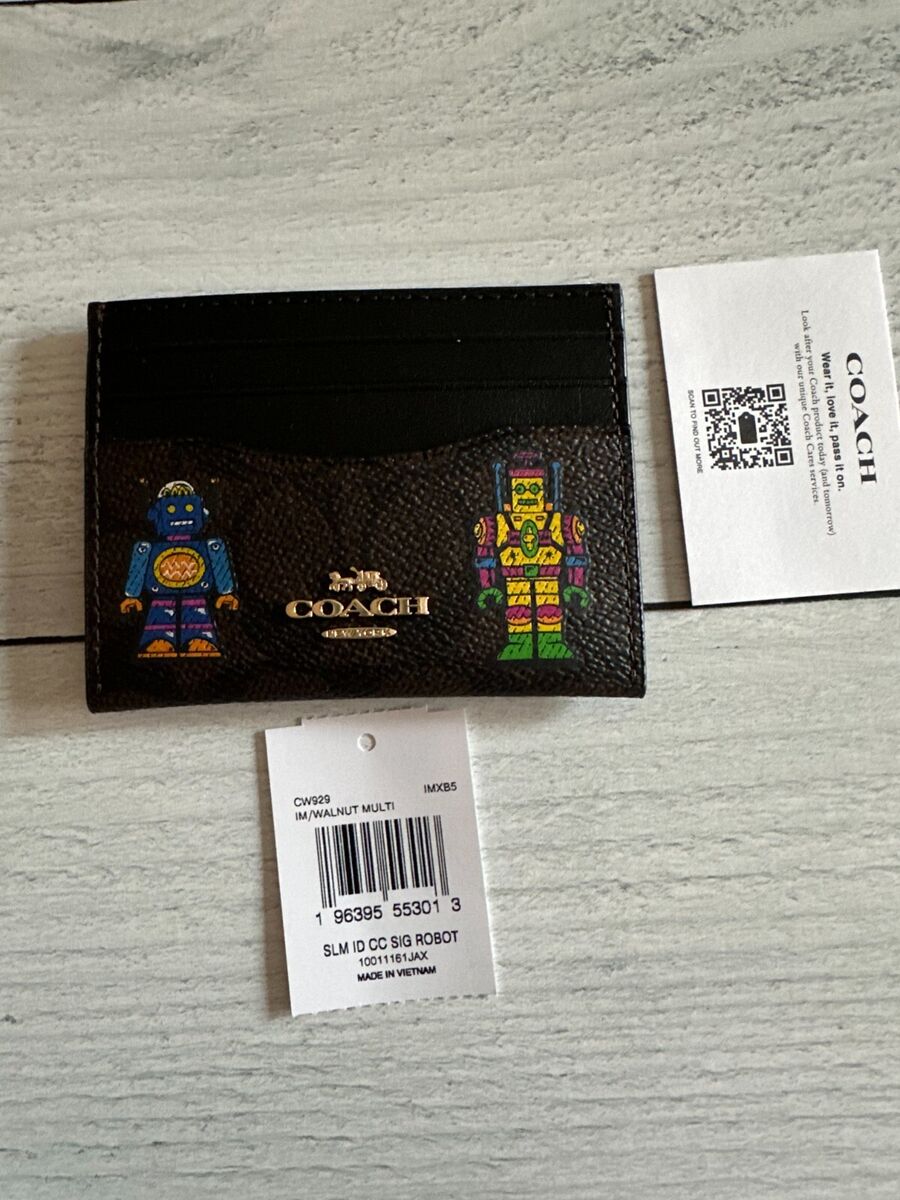 COACH
NEW YORK
COACH
Wear it, love it, pass it on.
Look after your Coach product today (and tomorrow)
with our unique Coach Cares services.
SCAN TO FIND OUT MORE
CW929 IMXB5
IM/WALNUT MULTI
1 96395 55301 3
SLM ID CC SIG ROBOT
10011161JAX
MADE IN VIETNAM